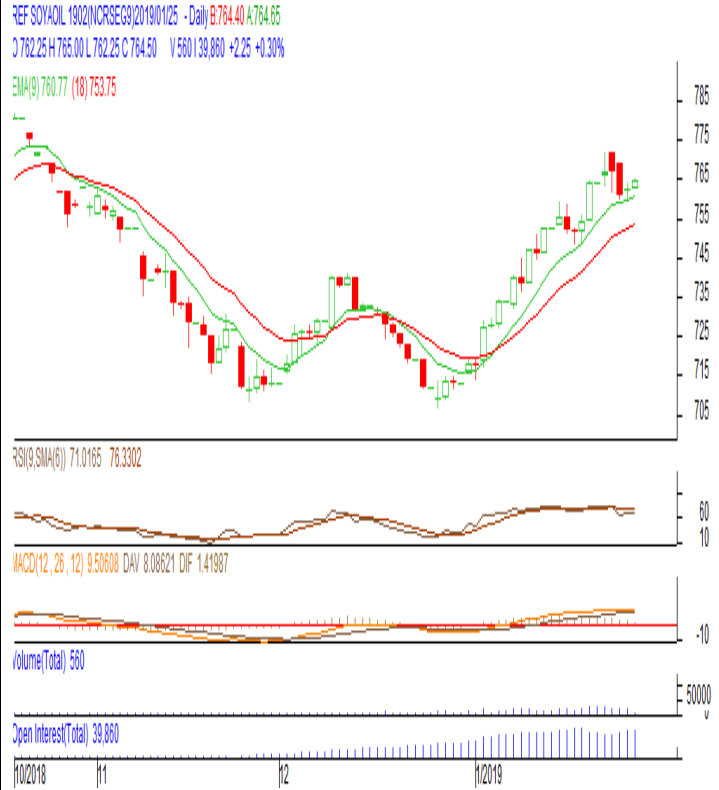 REF SOYAOIL 1902(NCRSEG9)2019/01/25 - Daily B:764.40 A:764.65
O 762.25 H 765.00 L 762.25 C 764.50 V 560 I 39,860 +2.25 +0.30%
EMA(9) 760.77 (18) 753.75
785
775
765
755
745
735
725
715
705
RSI(9,SMA(6)) 71.0165 76.3302
60
10
MACD(12 , 26 , 12) 9.50608 DAV 8.08621 DIF 1.41987
-10
Volume(Total) 560
50000
0
Open Interest(Total) 39,860
10/2018 11 12 1/2019